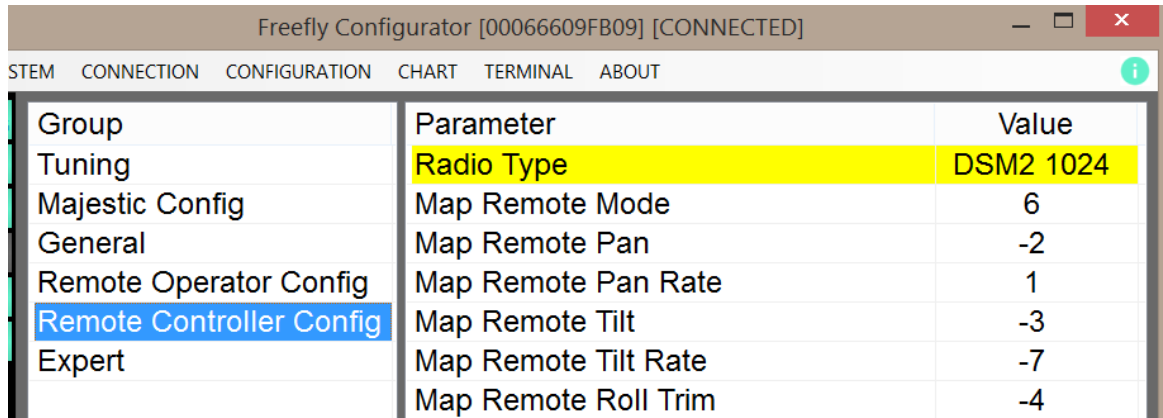 Freefly Configurator [00066609FB09] [CONNECTED]
STEM CONNECTION CONFIGURATION CHART TERMINAL ABOUT
Group Parameter Value
Tuning Radio Type DSM2 1024
Majestic Config Map Remote Mode 6
General Map Remote Pan -2
Remote Operator Config Map Remote Pan Rate 1
Remote Controller Config Map Remote Tilt -3
Expert Map Remote Tilt Rate -7
Map Remote Roll Trim -4